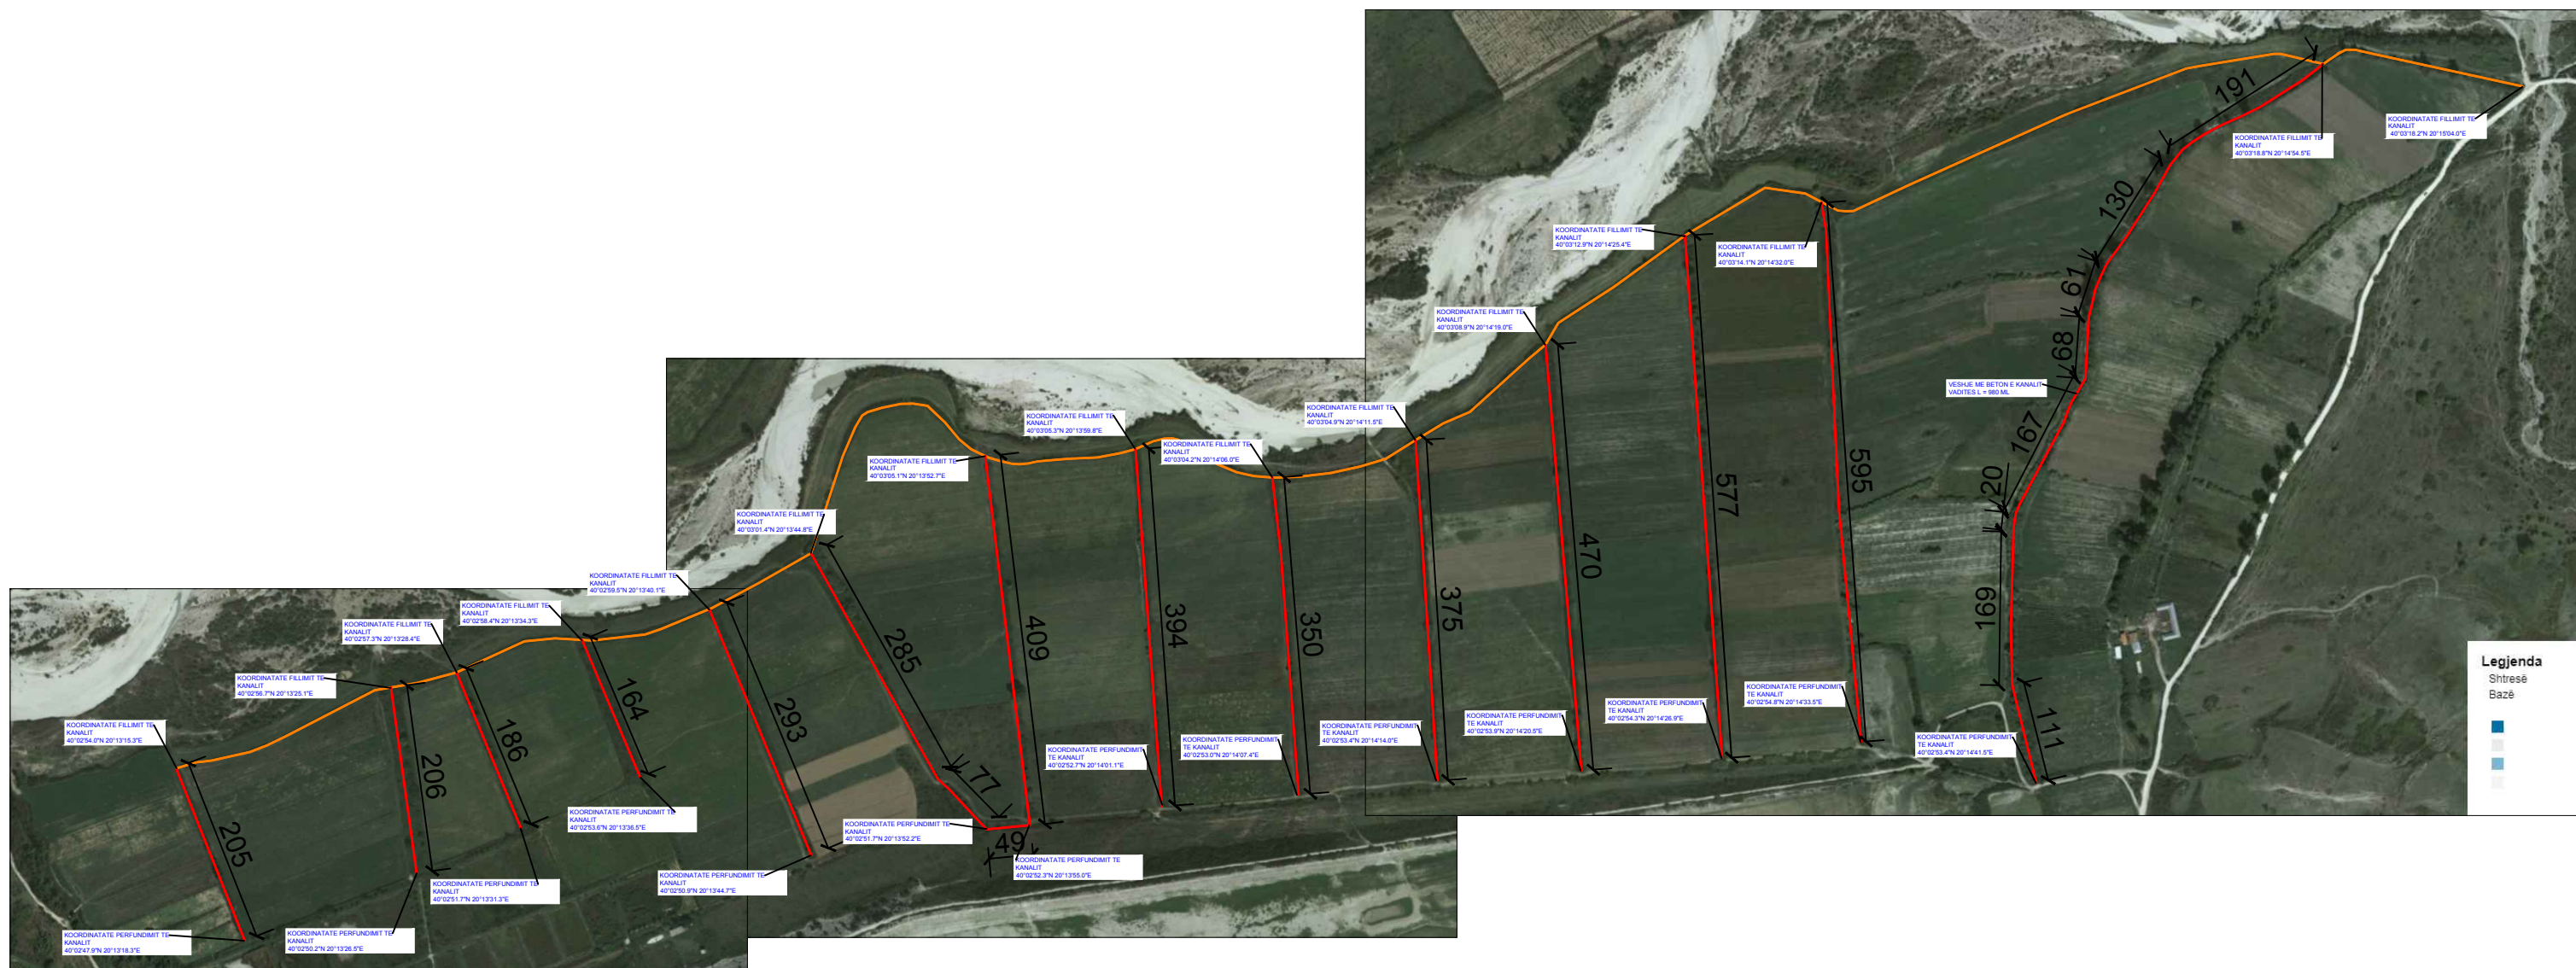 191
KOORDINATATE FILLIMIT TE
KANALIT
40°03'18.2"N 20°15'04.0"E
KOORDINATATE FILLIMIT TE
KANALIT
40°03'18.8"N 20°14'54.5"E
130
KOORDINATATE FILLIMIT TE
KANALIT
40°03'12.9"N 20°14'25.4"E
KOORDINATATE FILLIMIT TE
KANALIT
40°03'14.1"N 20°14'32.0"E
61
KOORDINATATE FILLIMIT TE
KANALIT
40°03'08.9"N 20°14'19.0"E
68
VESHJE ME BETON E KANALIT
VADITES L = 980 ML
KOORDINATATE FILLIMIT TE
KANALIT
40°03'04.9"N 20°14'11.5"E
KOORDINATATE FILLIMIT TE
KANALIT
40°03'05.3"N 20°13'59.8"E
KOORDINATATE FILLIMIT TE
KANALIT
40°03'04.2"N 20°14'06.0"E
KOORDINATATE FILLIMIT TE
KANALIT
40°03'05.1"N 20°13'52.7"E
167
20
595
577
KOORDINATATE FILLIMIT TE
KANALIT
40°03'01.4"N 20°13'44.8"E
470
KOORDINATATE FILLIMIT TE
KANALIT
40°02'59.5"N 20°13'40.1"E
169
375
350
394
409
285
KOORDINATATE FILLIMIT TE
KANALIT
40°02'58.4"N 20°13'34.3"E
KOORDINATATE FILLIMIT TE
KANALIT
40°02'57.3"N 20°13'28.4"E
Legjenda
Shtresë
Bazë
KOORDINATATE FILLIMIT TE
KANALIT
40°02'56.7"N 20°13'25.1"E
164
186
293
KOORDINATE PERFUNDIMIT
TE KANALIT
40°02'54.8"N 20°14'33.5"E
KOORDINATE PERFUNDIMIT
TE KANALIT
40°02'54.3"N 20°14'26.9"E
KOORDINATE PERFUNDIMIT
TE KANALIT
40°02'53.9"N 20°14'20.5"E
KOORDINATE PERFUNDIMIT
TE KANALIT
40°02'53.4"N 20°14'14.0"E
KOORDINATE PERFUNDIMIT
TE KANALIT
40°02'53.0"N 20°14'07.4"E
KOORDINATE PERFUNDIMIT
TE KANALIT
40°02'52.7"N 20°14'01.1"E
KOORDINATE PERFUNDIMIT
TE KANALIT
40°02'53.4"N 20°14'41.5"E
111
KOORDINATATE FILLIMIT TE
KANALIT
40°02'54.0"N 20°13'15.3"E
206
77
205
KOORDINATATE PERFUNDIMIT TE
KANALIT
40°02'53.6"N 20°13'36.5"E
KOORDINATATE PERFUNDIMIT TE
KANALIT
40°02'51.7"N 20°13'52.2"E
49
KOORDINATATE PERFUNDIMIT TE
KANALIT
40°02'52.3"N 20°13'55.0"E
KOORDINATATE PERFUNDIMIT TE
KANALIT
40°02'50.9"N 20°13'44.7"E
KOORDINATATE PERFUNDIMIT TE
KANALIT
40°02'51.7"N 20°13'31.3"E
KOORDINATATE PERFUNDIMIT TE
KANALIT
40°02'50.2"N 20°13'26.5"E
KOORDINATATE PERFUNDIMIT TE
KANALIT
40°02'47.9"N 20°13'18.3"E